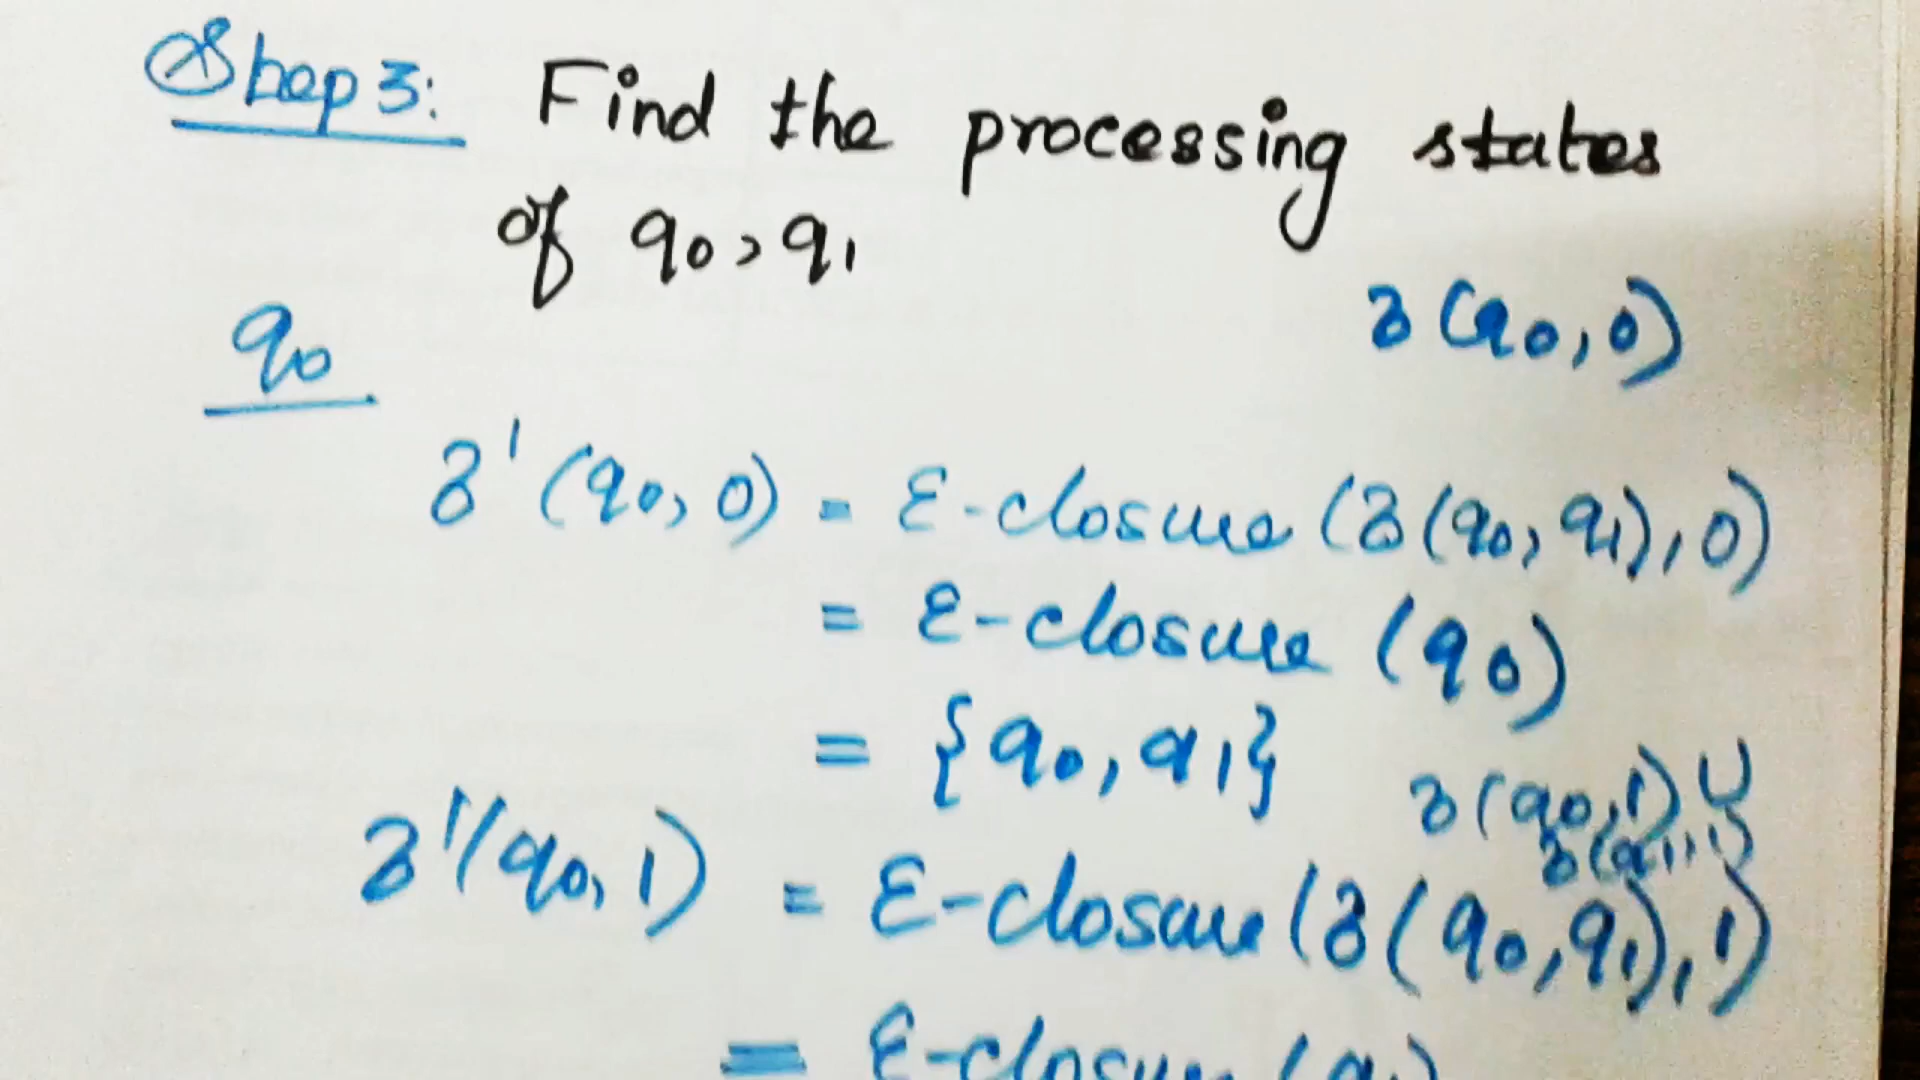 Step 3: Find the processing states
of q0, q1
δ(q0,0)
q0
δ'(q0,0) = ε-closure(δ(q0,q1),0)
= ε-closure(q0)
= {q0,q1}
δ(q0,1) ∪
δ(q1,1)
δ'(q0,1) = ε-closure(δ(q0,q1),1)
= ε-closure(